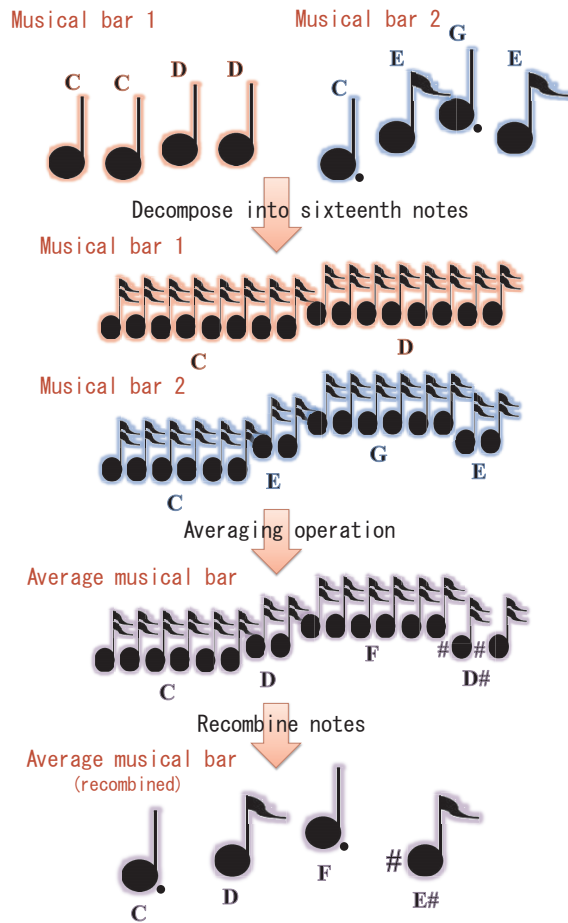 Musical bar 1
Musical bar 2
C C D D
C E G E
Decompose into sixteenth notes
Musical bar 1
C D
Musical bar 2
C E G E
Averaging operation
Average musical bar
# #
C D F D#
Recombine notes
Average musical bar
(recombined)
#
C D F E#